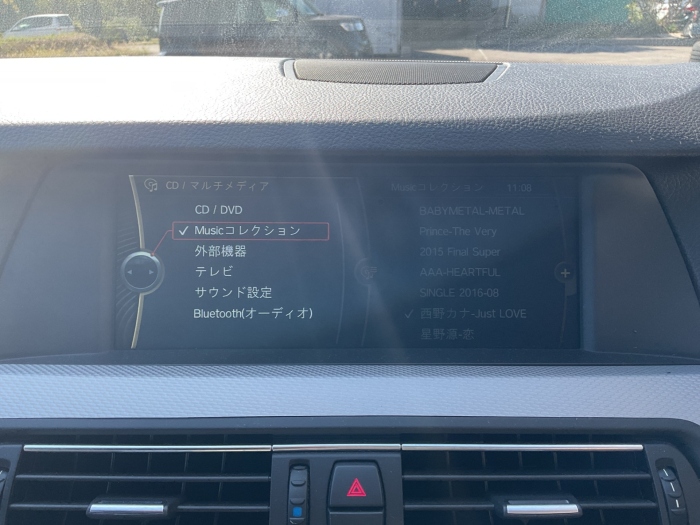 CD / マルチメディア
CD / DVD
✓ Musicコレクション
外部機器
テレビ
サウンド設定
Bluetooth(オーディオ)
Musicコレクション 11:08
BABYMETAL-METAL
Prince-The Very
2015 Final Super
AAA-HEARTFUL
SINGLE 2016-08
✓ 西野カナ-Just LOVE
星野源-恋